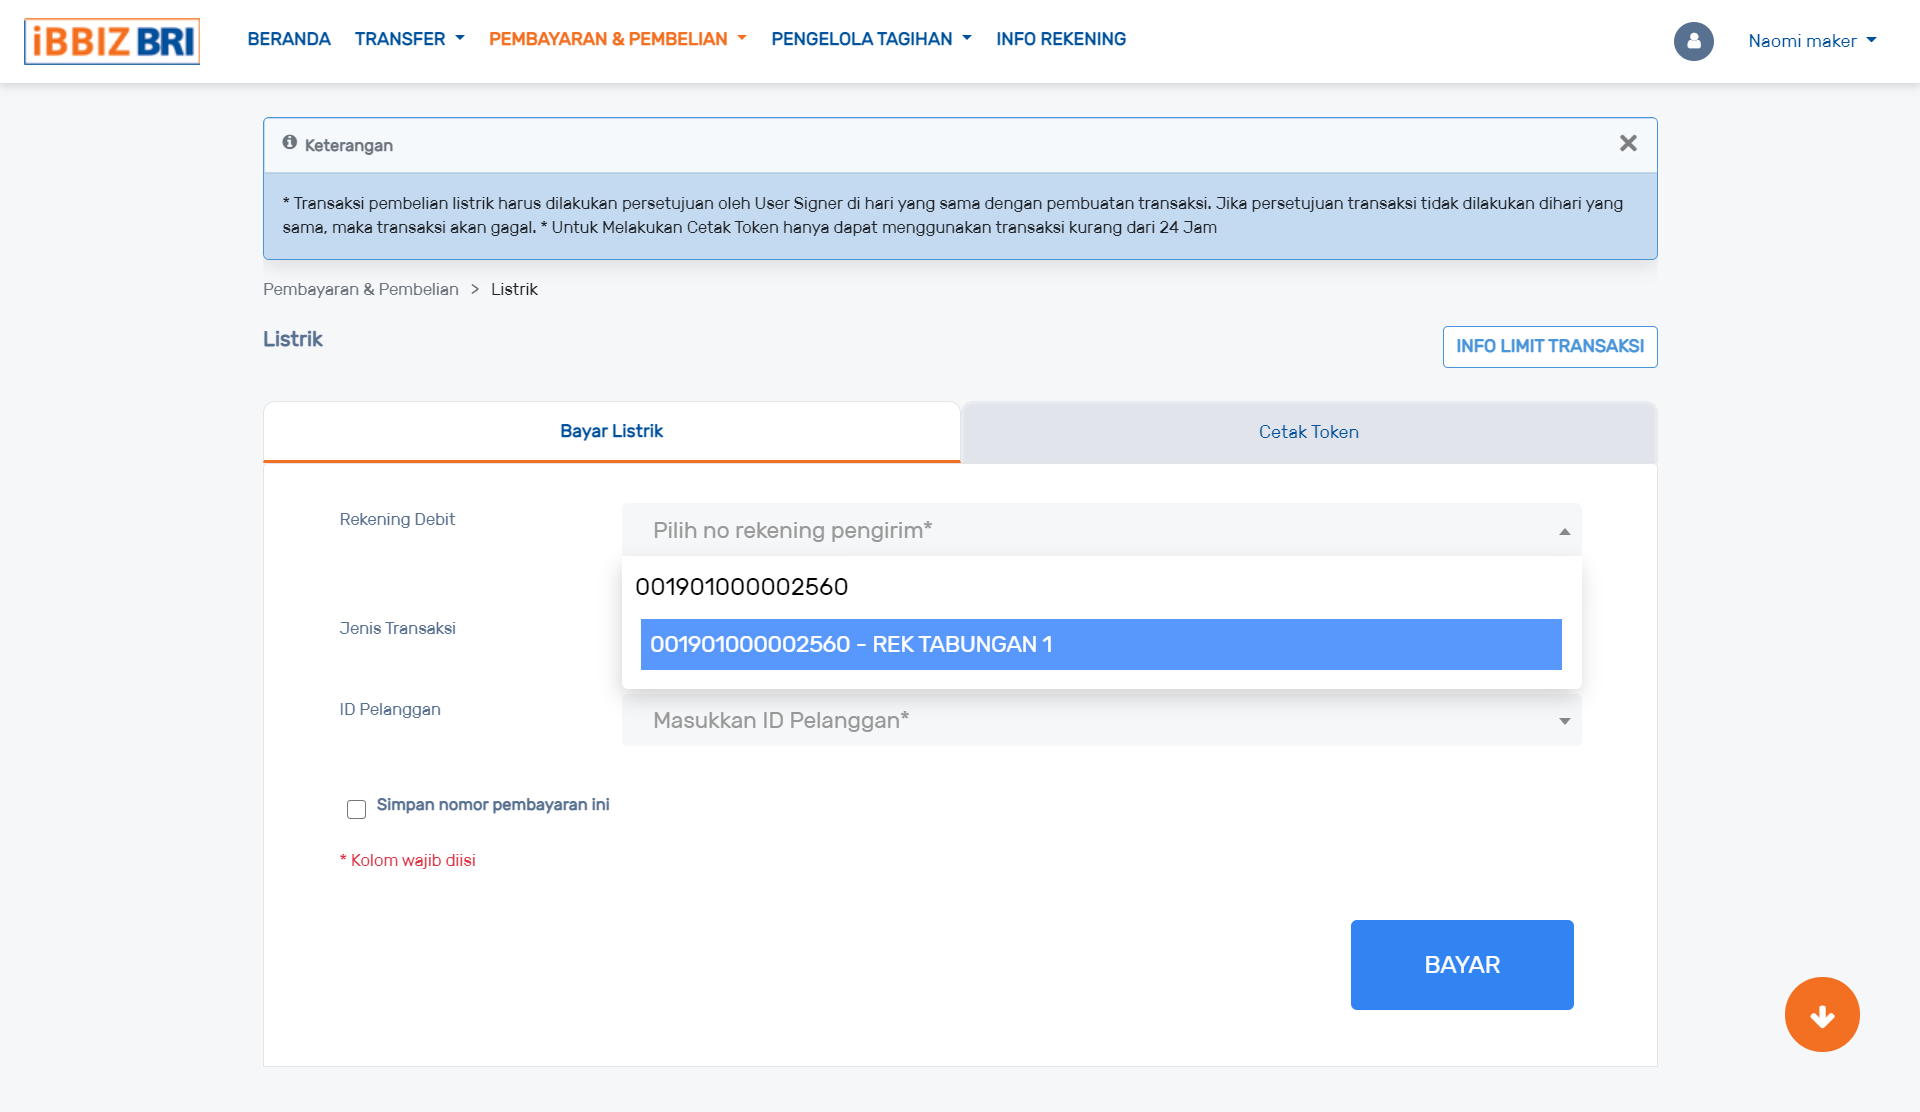 iBBIZ BRI
BERANDA
TRANSFER
PEMBAYARAN & PEMBELIAN
PENGELOLA TAGIHAN
INFO REKENING
Naomi maker
Keterangan
* Transaksi pembelian listrik harus dilakukan persetujuan oleh User Signer di hari yang sama dengan pembuatan transaksi. Jika persetujuan transaksi tidak dilakukan dihari yang
sama, maka transaksi akan gagal. * Untuk Melakukan Cetak Token hanya dapat menggunakan transaksi kurang dari 24 Jam
Pembayaran & Pembelian > Listrik
Listrik
INFO LIMIT TRANSAKSI
Bayar Listrik
Cetak Token
Rekening Debit
Pilih no rekening pengirim*
001901000002560
001901000002560 - REK TABUNGAN 1
Jenis Transaksi
ID Pelanggan
Masukkan ID Pelanggan*
Simpan nomor pembayaran ini
* Kolom wajib diisi
BAYAR